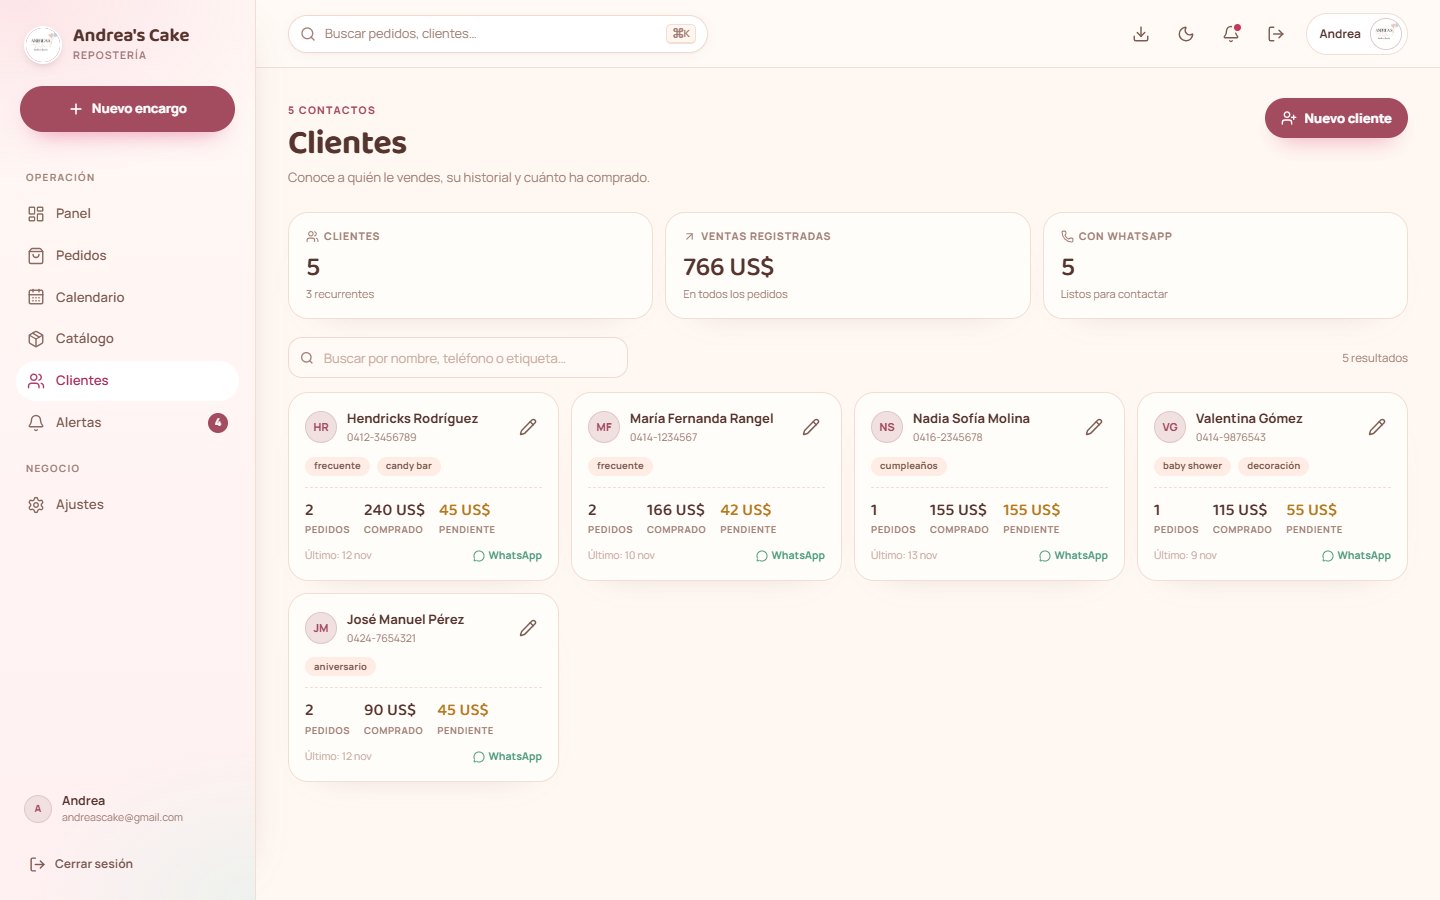 Andrea's Cake
REPOSTERÍA
Nuevo encargo
OPERACIÓN
Panel
Pedidos
Calendario
Catálogo
Clientes
Alertas 4
NEGOCIO
Ajustes
A Andrea
andreascake@gmail.com
Cerrar sesión
Buscar pedidos, clientes... ⌘K
Andrea
5 CONTACTOS
Clientes
Conoce a quién le vendes, su historial y cuánto ha comprado.
Nuevo cliente
CLIENTES
5
3 recurrentes
VENTAS REGISTRADAS
766 US$
En todos los pedidos
CON WHATSAPP
5
Listos para contactar
Buscar por nombre, teléfono o etiqueta...
5 resultados
HR Hendricks Rodríguez
0412-3456789
frecuente candy bar
2 240 US$ 45 US$
PEDIDOS COMPRADO PENDIENTE
Último: 12 nov WhatsApp
MF María Fernanda Rangel
0414-1234567
frecuente
2 166 US$ 42 US$
PEDIDOS COMPRADO PENDIENTE
Último: 10 nov WhatsApp
NS Nadia Sofía Molina
0416-2345678
cumpleaños
1 155 US$ 155 US$
PEDIDOS COMPRADO PENDIENTE
Último: 13 nov WhatsApp
VG Valentina Gómez
0414-9876543
baby shower decoración
1 115 US$ 55 US$
PEDIDOS COMPRADO PENDIENTE
Último: 9 nov WhatsApp
JM José Manuel Pérez
0424-7654321
aniversario
2 90 US$ 45 US$
PEDIDOS COMPRADO PENDIENTE
Último: 12 nov WhatsApp